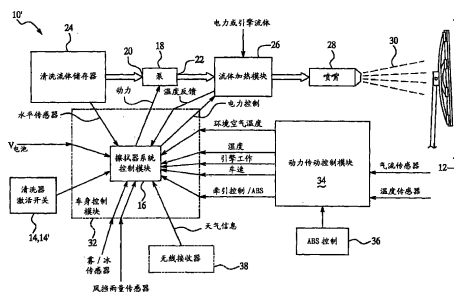 10'
电力或引擎流体
24
清洗流体储存器
20
18
泵
22
26
流体加热模块
28
喷嘴
30
12
动力
温度反馈
水平传感器
电力控制
V电池
擦拭器系统
控制模块
16
环境空气温度
湿度
引擎工作
车速
牵引控制/ABS
动力传动控制模块
34
气流传感器
温度传感器
清洗器
激活开关
14,14'
车身控制
模块
32
雾/冰
传感器
风挡雨量传感器
天气信息
无线接收器
38
ABS控制
36